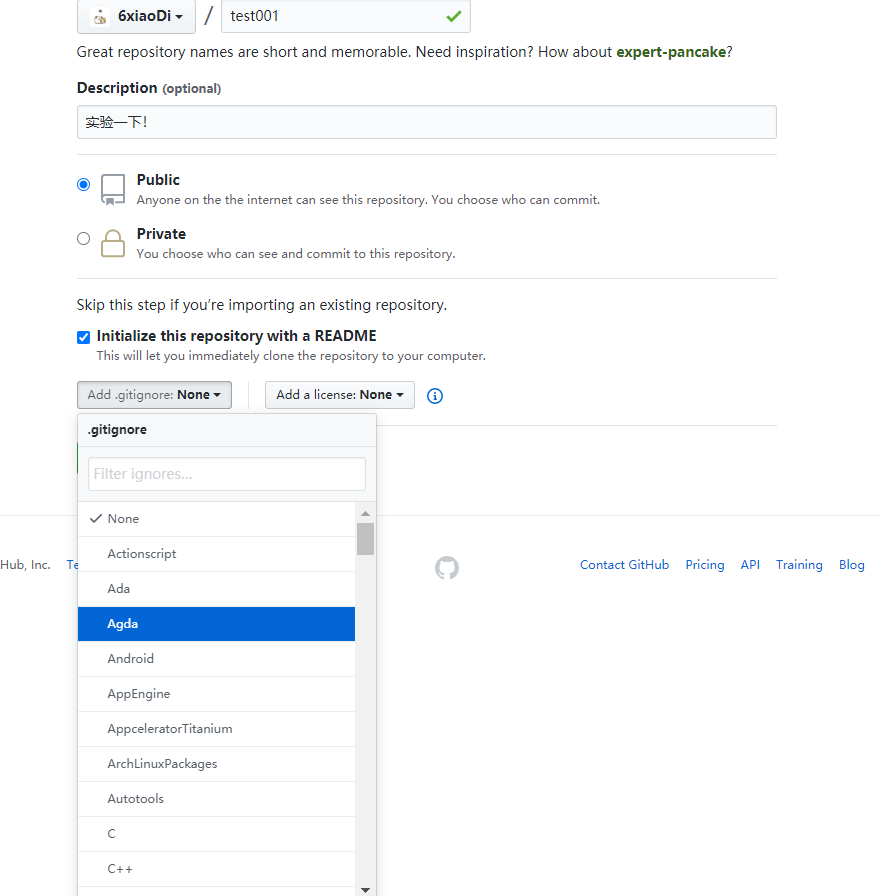 6xiaoDi / test001
Great repository names are short and memorable. Need inspiration? How about expert-pancake?
Description (optional)
实验一下！
Public
Anyone on the the internet can see this repository. You choose who can commit.
Private
You choose who can see and commit to this repository.
Skip this step if you’re importing an existing repository.
Initialize this repository with a README
This will let you immediately clone the repository to your computer.
Add .gitignore: None Add a license: None
.gitignore
Filter ignores...
None
Actionscript
Ada
Hub, Inc. Te Contact GitHub Pricing API Training Blog
Agda
Android
AppEngine
AppceleratorTitanium
ArchLinuxPackages
Autotools
C
C++